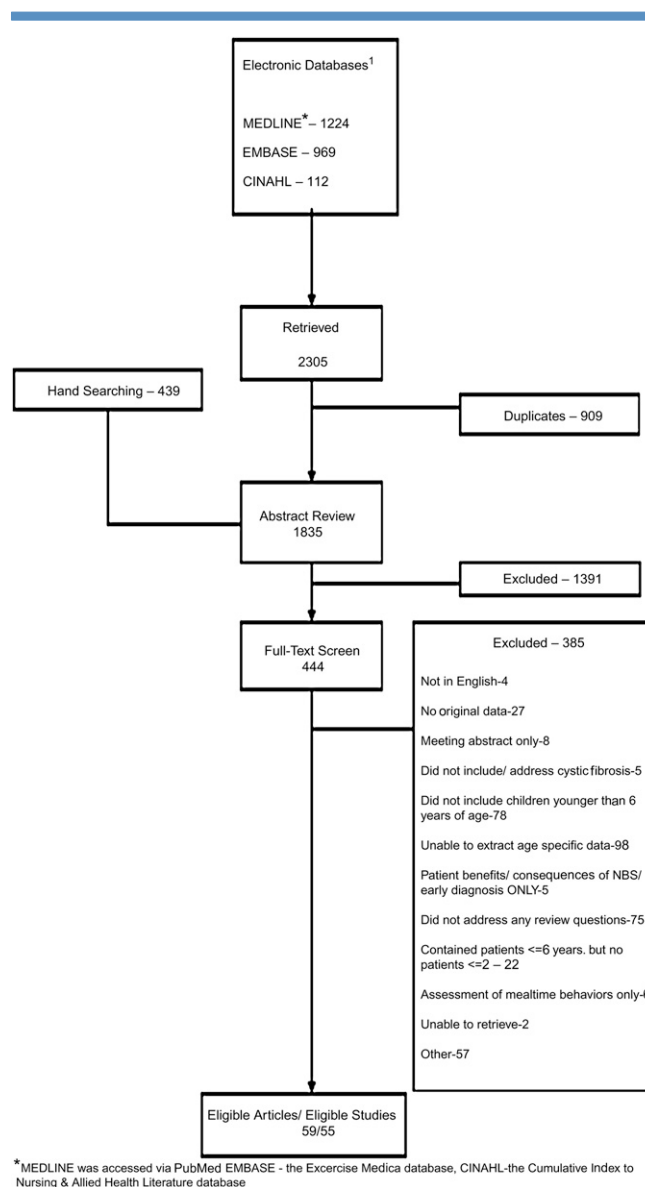 Electronic Databases1
MEDLINE*– 1224
EMBASE – 969
CINAHL – 112
Retrieved
2305
Hand Searching – 439
Duplicates – 909
Abstract Review
1835
Excluded – 1391
Full-Text Screen
444
Excluded – 385
Not in English-4
No original data-27
Meeting abstract only-8
Did not include/ address cystic fibrosis-5
Did not include children younger than 6
years of age-78
Unable to extract age specific data-98
Patient benefits/ consequences of NBS/
early diagnosis ONLY-5
Did not address any review questions-75
Contained patients <=6 years. but no
patients <=2 – 22
Assessment of mealtime behaviors only-
Unable to retrieve-2
Other-57
Eligible Articles/ Eligible Studies
59/55
*MEDLINE was accessed via PubMed EMBASE - the Excercise Medica database, CINAHL-the Cumulative Index to
Nursing & Allied Health Literature database